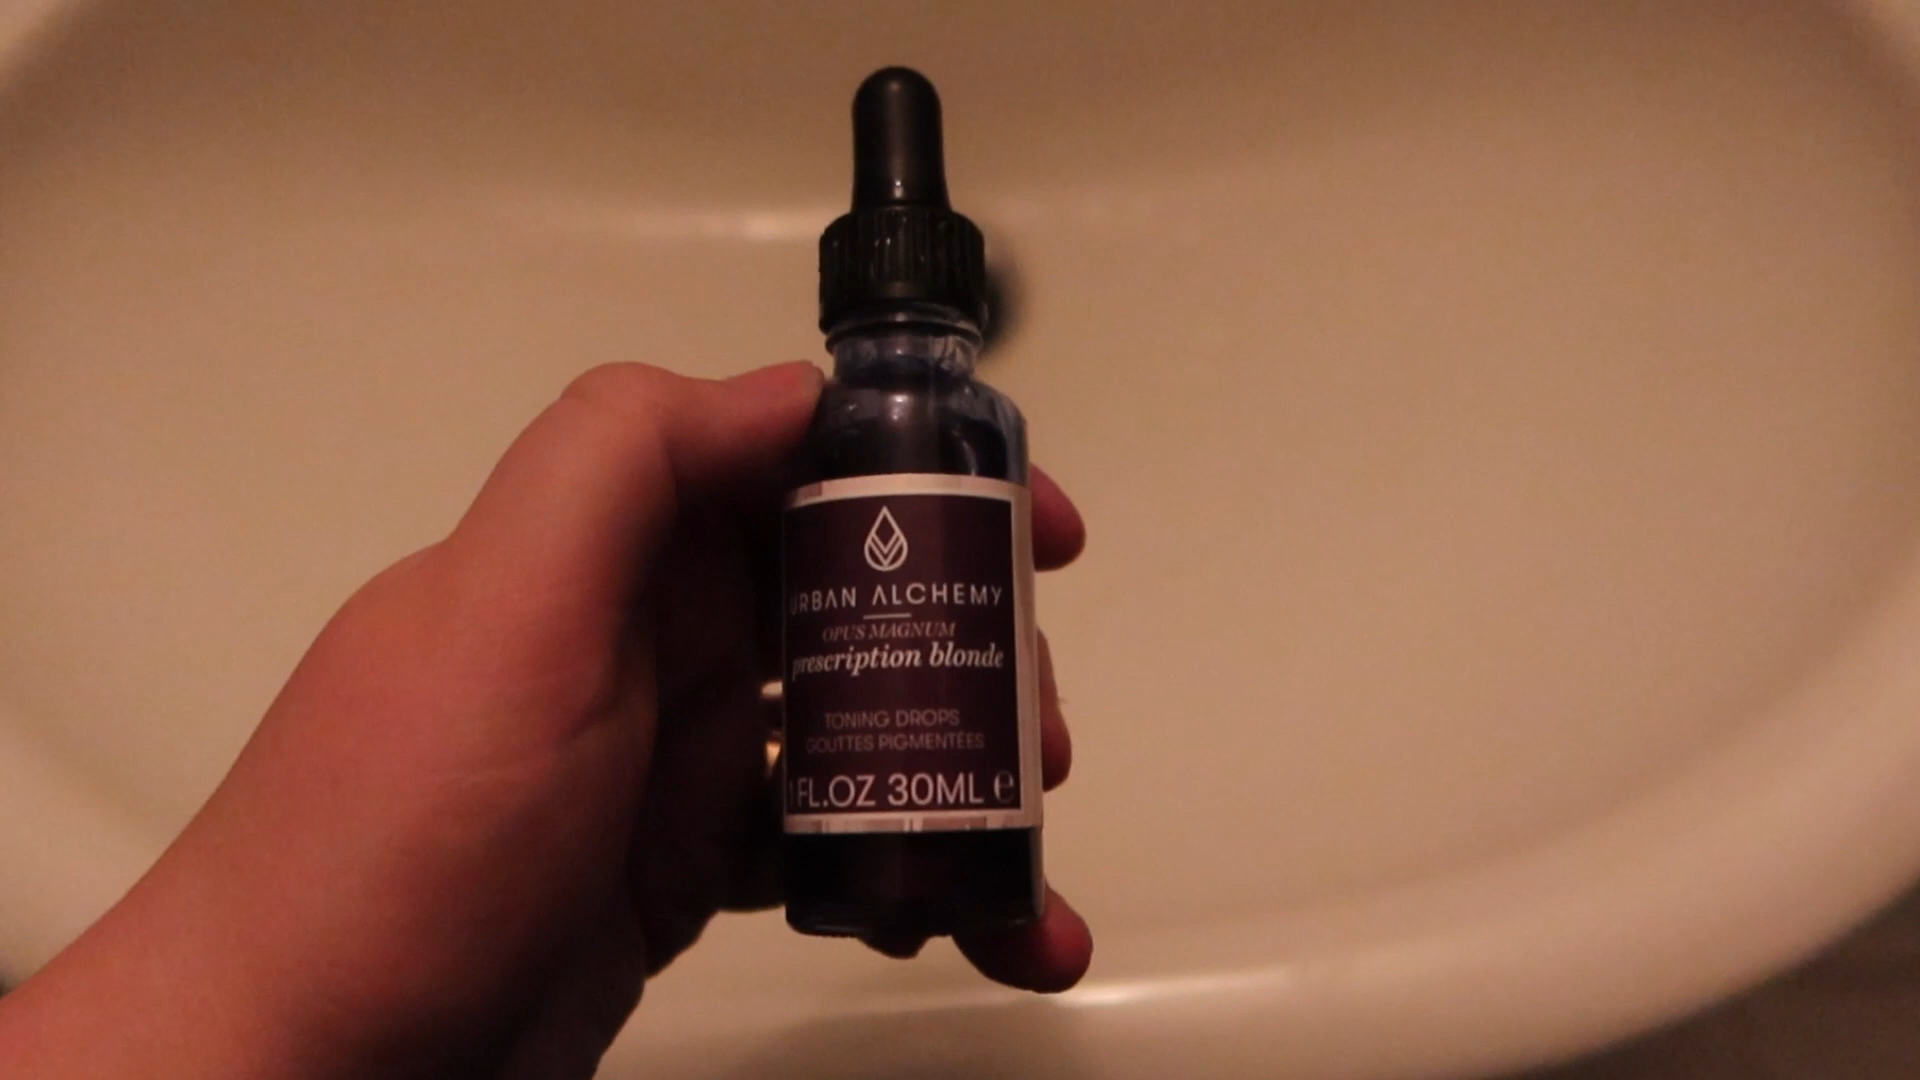 URBAN ALCHEMY
OPUS MAGNUM
prescription blonde
TONING DROPS
GOUTTES PIGMENTÉES
1 FL.OZ 30ML ℮